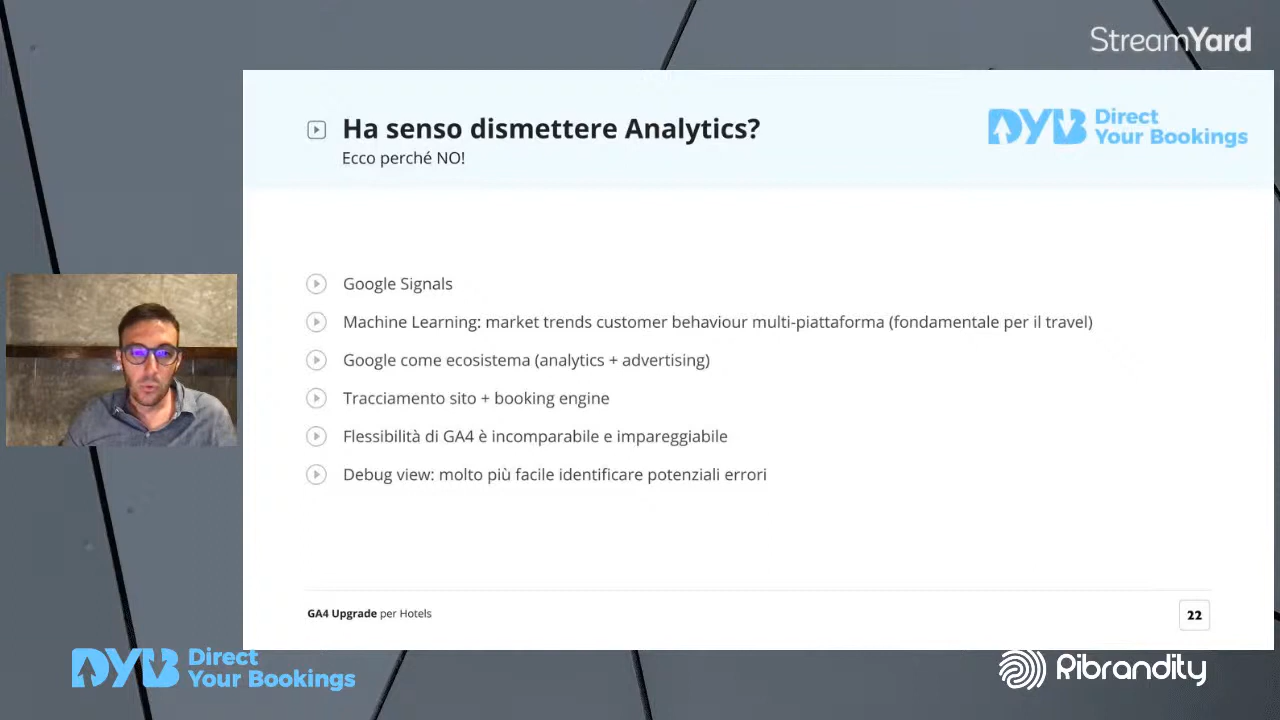 StreamYard
Ha senso dismettere Analytics?
Ecco perché NO!
DYB Direct
Your Bookings
Google Signals
Machine Learning: market trends customer behaviour multi-piattaforma (fondamentale per il travel)
Google come ecosistema (analytics + advertising)
Tracciamento sito + booking engine
Flessibilità di GA4 è incomparabile e impareggiabile
Debug view: molto più facile identificare potenziali errori
GA4 Upgrade per Hotels
22
DYB Direct
Your Bookings
Ribrandity